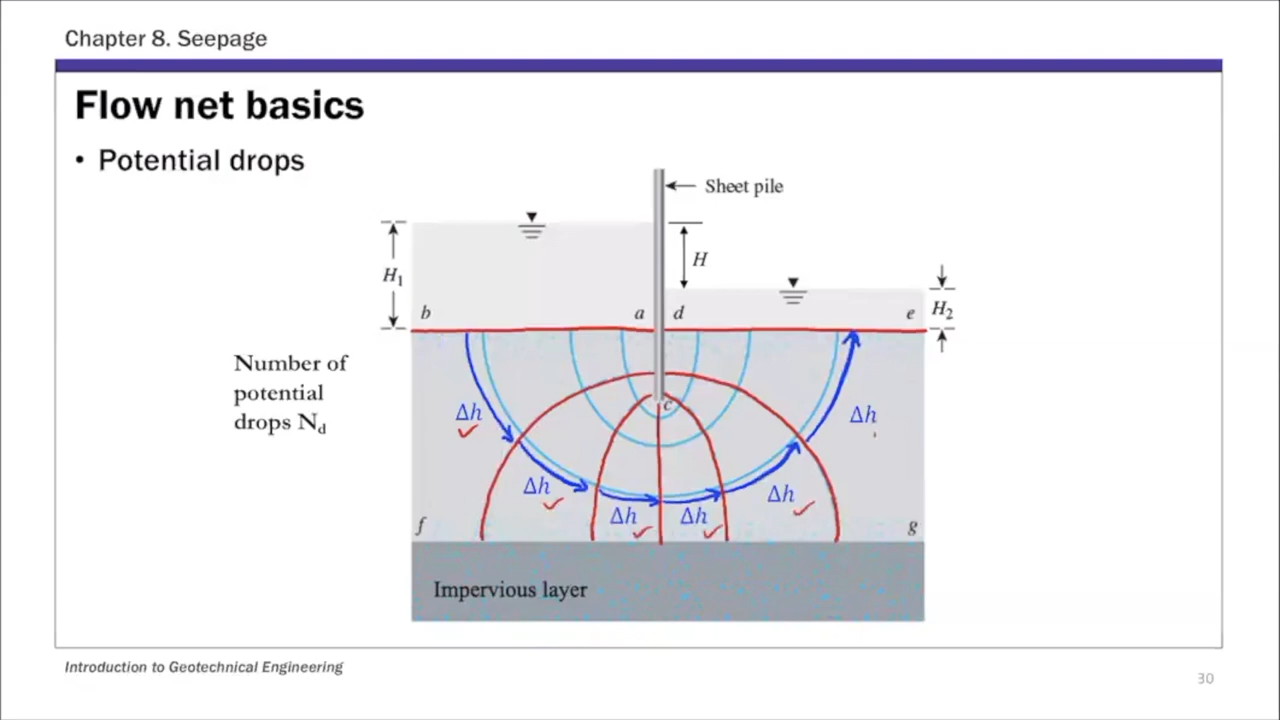 Chapter 8. Seepage
Flow net basics
• Potential drops
Sheet pile
H₁
H
b
a
d
e
H₂
Number of
potential
drops N_d
c
Δh
Δh
Δh
Δh
Δh
Δh
f
g
Impervious layer
Introduction to Geotechnical Engineering
30